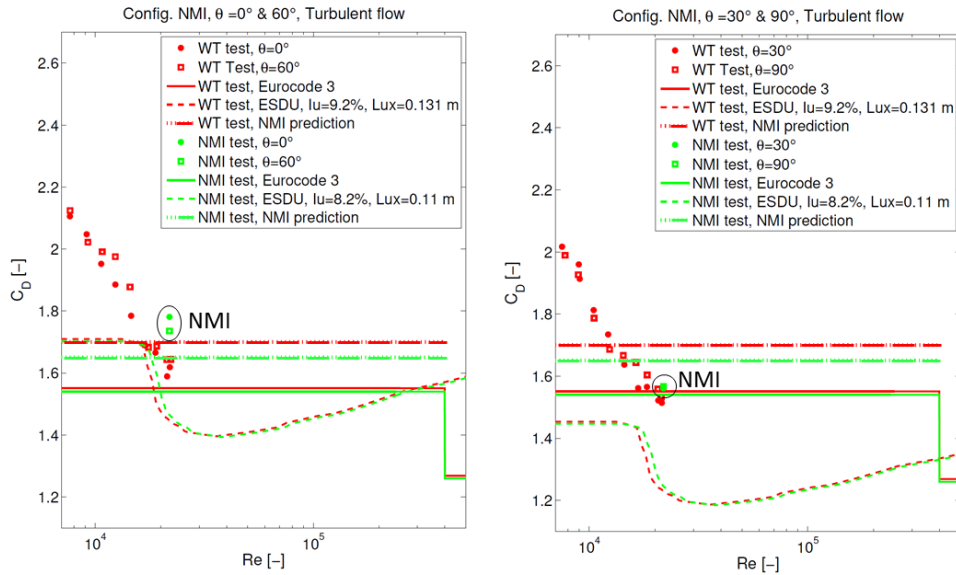 Config. NMI, θ =0° & 60°, Turbulent flow
WT test, θ=0°
WT Test, θ=60°
WT test, Eurocode 3
WT test, ESDU, Iu=9.2%, Lux=0.131 m
WT test, NMI prediction
NMI test, θ=0°
NMI test, θ=60°
NMI test, Eurocode 3
NMI test, ESDU, Iu=8.2%, Lux=0.11 m
NMI test, NMI prediction
2.6
2.4
2.2
2
1.8
1.6
1.4
1.2
C_D [-]
NMI
10^4
10^5
Re [-]
Config. NMI, θ =30° & 90°, Turbulent flow
WT test, θ=30°
WT Test, θ=90°
WT test, Eurocode 3
WT test, ESDU, Iu=9.2%, Lux=0.131 m
WT test, NMI prediction
NMI test, θ=30°
NMI test, θ=90°
NMI test, Eurocode 3
NMI test, ESDU, Iu=8.2%, Lux=0.11 m
NMI test, NMI prediction
2.6
2.4
2.2
2
1.8
1.6
1.4
1.2
C_D [-]
NMI
10^4
10^5
Re [-]